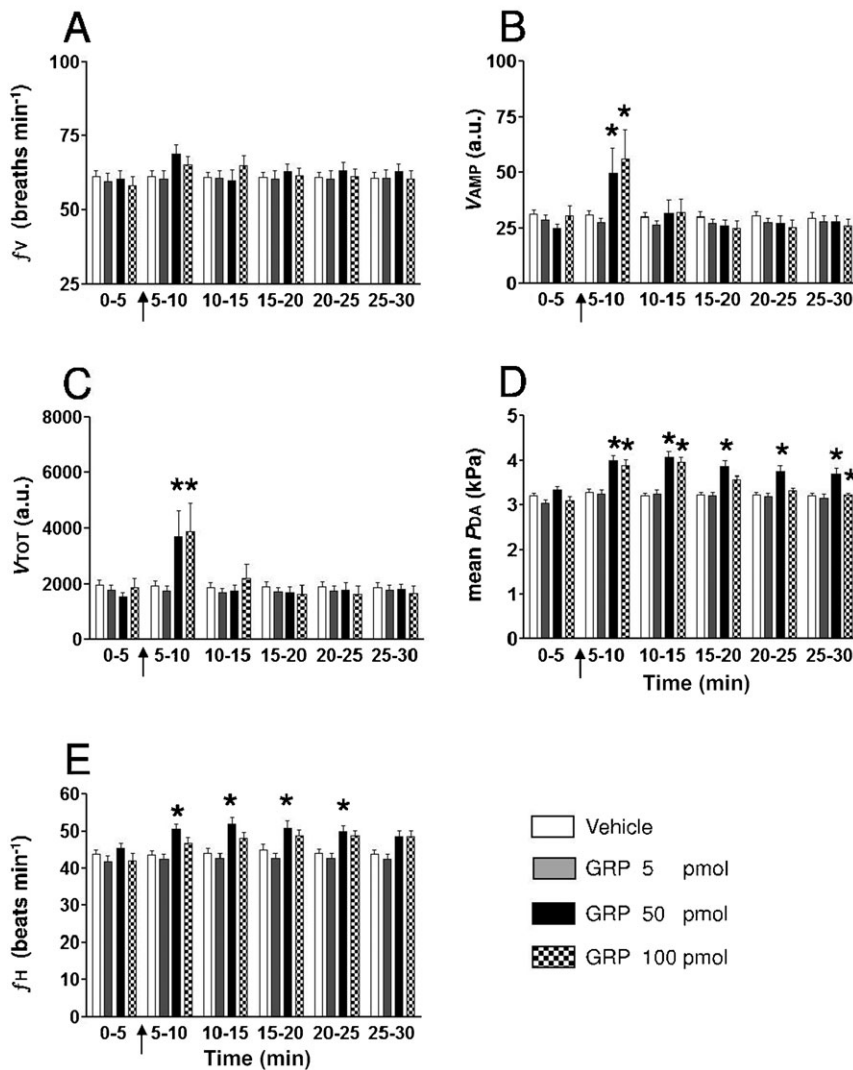 A
100
75
50
25
fV (breaths min-1)
0-5 5-10 10-15 15-20 20-25 25-30
B
100
75
50
25
0
VAMP (a.u.)
* *
0-5 5-10 10-15 15-20 20-25 25-30
C
8000
6000
4000
2000
0
VTOT (a.u.)
**
0-5 5-10 10-15 15-20 20-25 25-30
D
5
4
3
2
1
0
mean PDA (kPa)
* * * * * * * *
0-5 5-10 10-15 15-20 20-25 25-30
Time (min)
E
60
50
40
30
20
10
0
fH (beats min-1)
* * * *
0-5 5-10 10-15 15-20 20-25 25-30
Time (min)
Vehicle
GRP 5 pmol
GRP 50 pmol
GRP 100 pmol